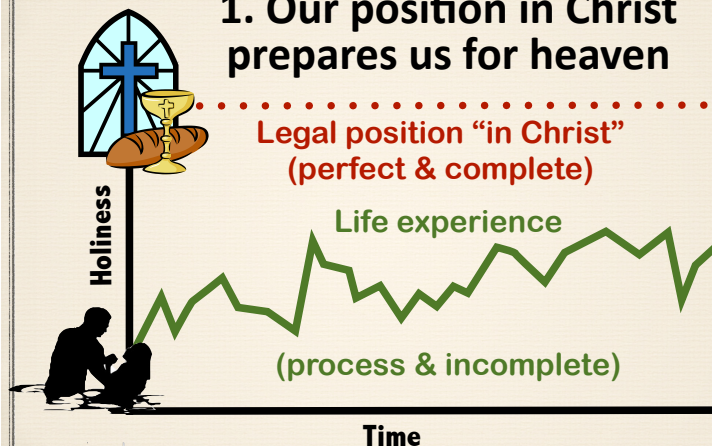 1. Our position in Christ
prepares us for heaven
Legal position “in Christ”
(perfect & complete)
Life experience
Holiness
(process & incomplete)
Time